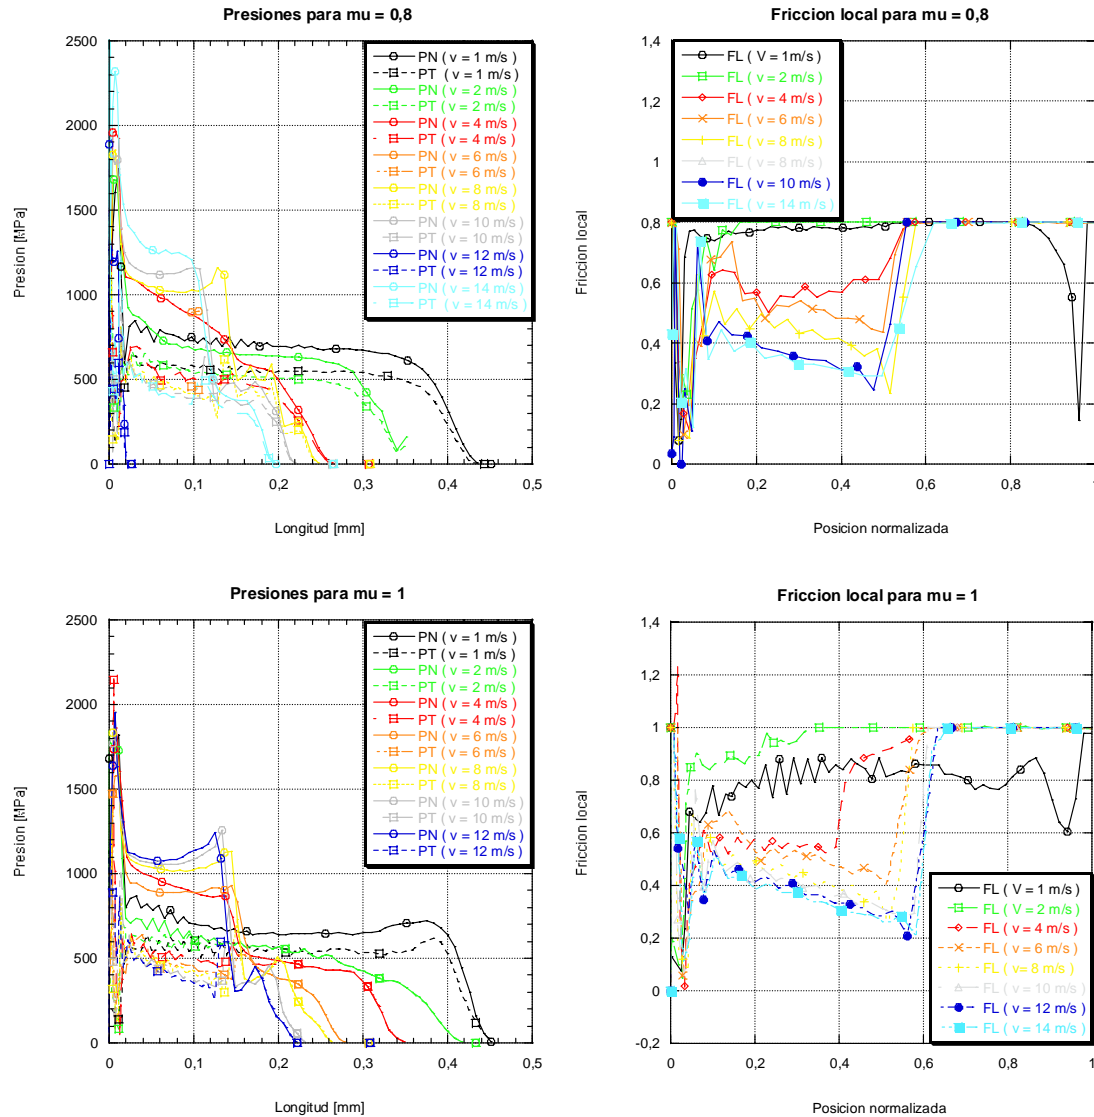 Presiones para mu = 0,8
2500
2000
1500
1000
500
0
Presion [MPa]
PN ( v = 1 m/s )
PT ( v = 1 m/s )
PN ( v = 2 m/s )
PT ( v = 2 m/s )
PN ( v = 4 m/s )
PT ( v = 4 m/s )
PN ( v = 6 m/s )
PT ( v = 6 m/s )
PN ( v = 8 m/s )
PT ( v = 8 m/s )
PN ( v = 10 m/s )
PT ( v = 10 m/s )
PN ( v = 12 m/s )
PT ( v = 12 m/s )
PN ( v = 14 m/s )
PT ( v = 14 m/s )
0 0,1 0,2 0,3 0,4 0,5
Longitud [mm]
Friccion local para mu = 0,8
1,4
1,2
1
0,8
0,6
0,4
0,2
0
Friccion local
FL ( V = 1m/s )
FL ( v = 2 m/s )
FL ( v = 4 m/s )
FL ( v = 6 m/s )
FL ( v = 8 m/s )
FL ( v = 8 m/s )
FL ( v = 10 m/s )
FL ( v = 14 m /s )
0 0,2 0,4 0,6 0,8 1
Posicion normalizada
Presiones para mu = 1
2500
2000
1500
1000
500
0
Presion [MPa]
PN ( v = 1 m/s )
PT ( v = 1 m/s )
PN ( v = 2 m/s )
PT ( v = 2 m/s )
PN ( v = 4 m/s )
PT ( v = 4 m/s )
PN ( v = 6 m/s )
PT ( v = 6 m/s )
PN ( v = 8 m/s )
PT ( v = 8 m/s )
PN ( v = 10 m/s )
PT ( v = 10 m/s )
PN ( v = 12 m/s )
PT ( v = 12 m/s )
0 0,1 0,2 0,3 0,4 0,5
Longitud [mm]
Friccion local para mu = 1
1,4
1,2
1
0,8
0,6
0,4
0,2
0
-0,2
Friccion local
FL ( V = 1 m/s )
FL ( V = 2 m/s )
FL ( v = 4 m/s )
FL ( v = 6 m/s )
FL ( v= 8 m/s )
FL ( v = 10 m/s )
FL ( v = 12 m/s )
FL ( v = 14 m/s )
0 0,2 0,4 0,6 0,8 1
Posicion normalizada